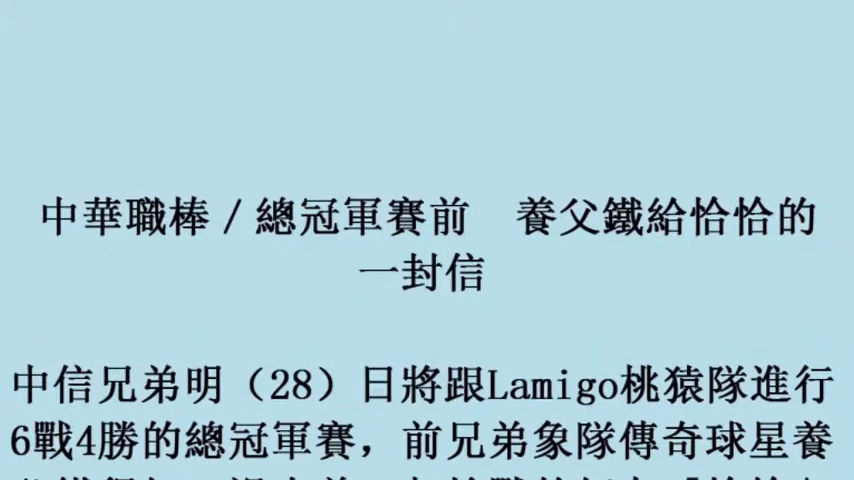 中華職棒／總冠軍賽前　養父鐵給恰恰的
一封信
中信兄弟明（28）日將跟Lamigo桃猿隊進行
6戰4勝的總冠軍賽，前兄弟象隊傳奇球星養